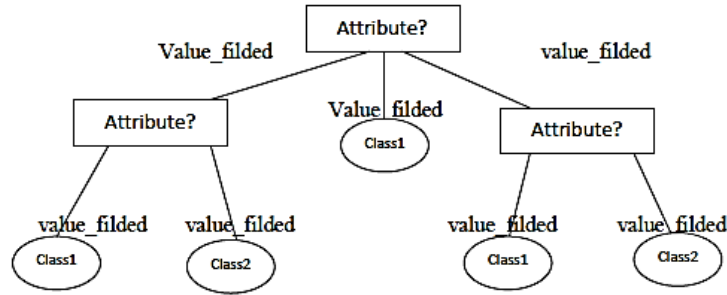 Attribute?
Value_filded
value_filded
Value_filded
Attribute?
Class1
Attribute?
value_filded
value_filded
value_filded
value_filded
Class1
Class2
Class1
Class2